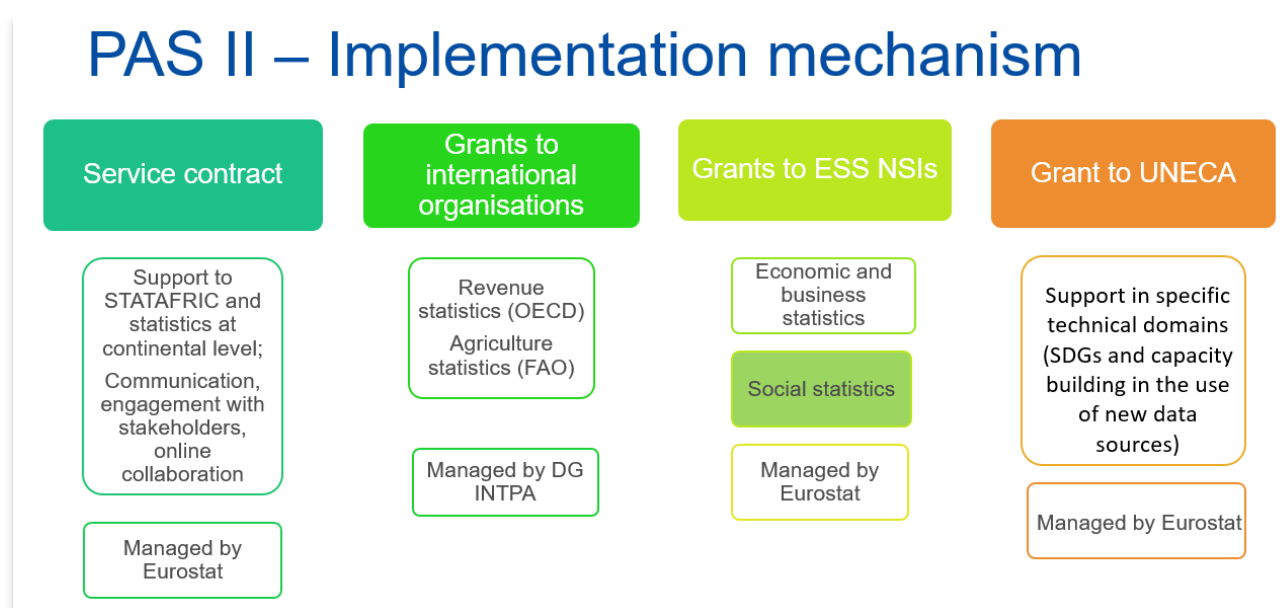 PAS II – Implementation mechanism
Service contract
Support to
STATAFRIC and
statistics at
continental level;
Communication,
engagement with
stakeholders,
online
collaboration
Managed by
Eurostat
Grants to
international
organisations
Revenue
statistics (OECD)
Agriculture
statistics (FAO)
Managed by DG
INTPA
Grants to ESS NSIs
Economic and
business
statistics
Social statistics
Managed by
Eurostat
Grant to UNECA
Support in specific
technical domains
(SDGs and capacity
building in the use
of new data
sources)
Managed by Eurostat